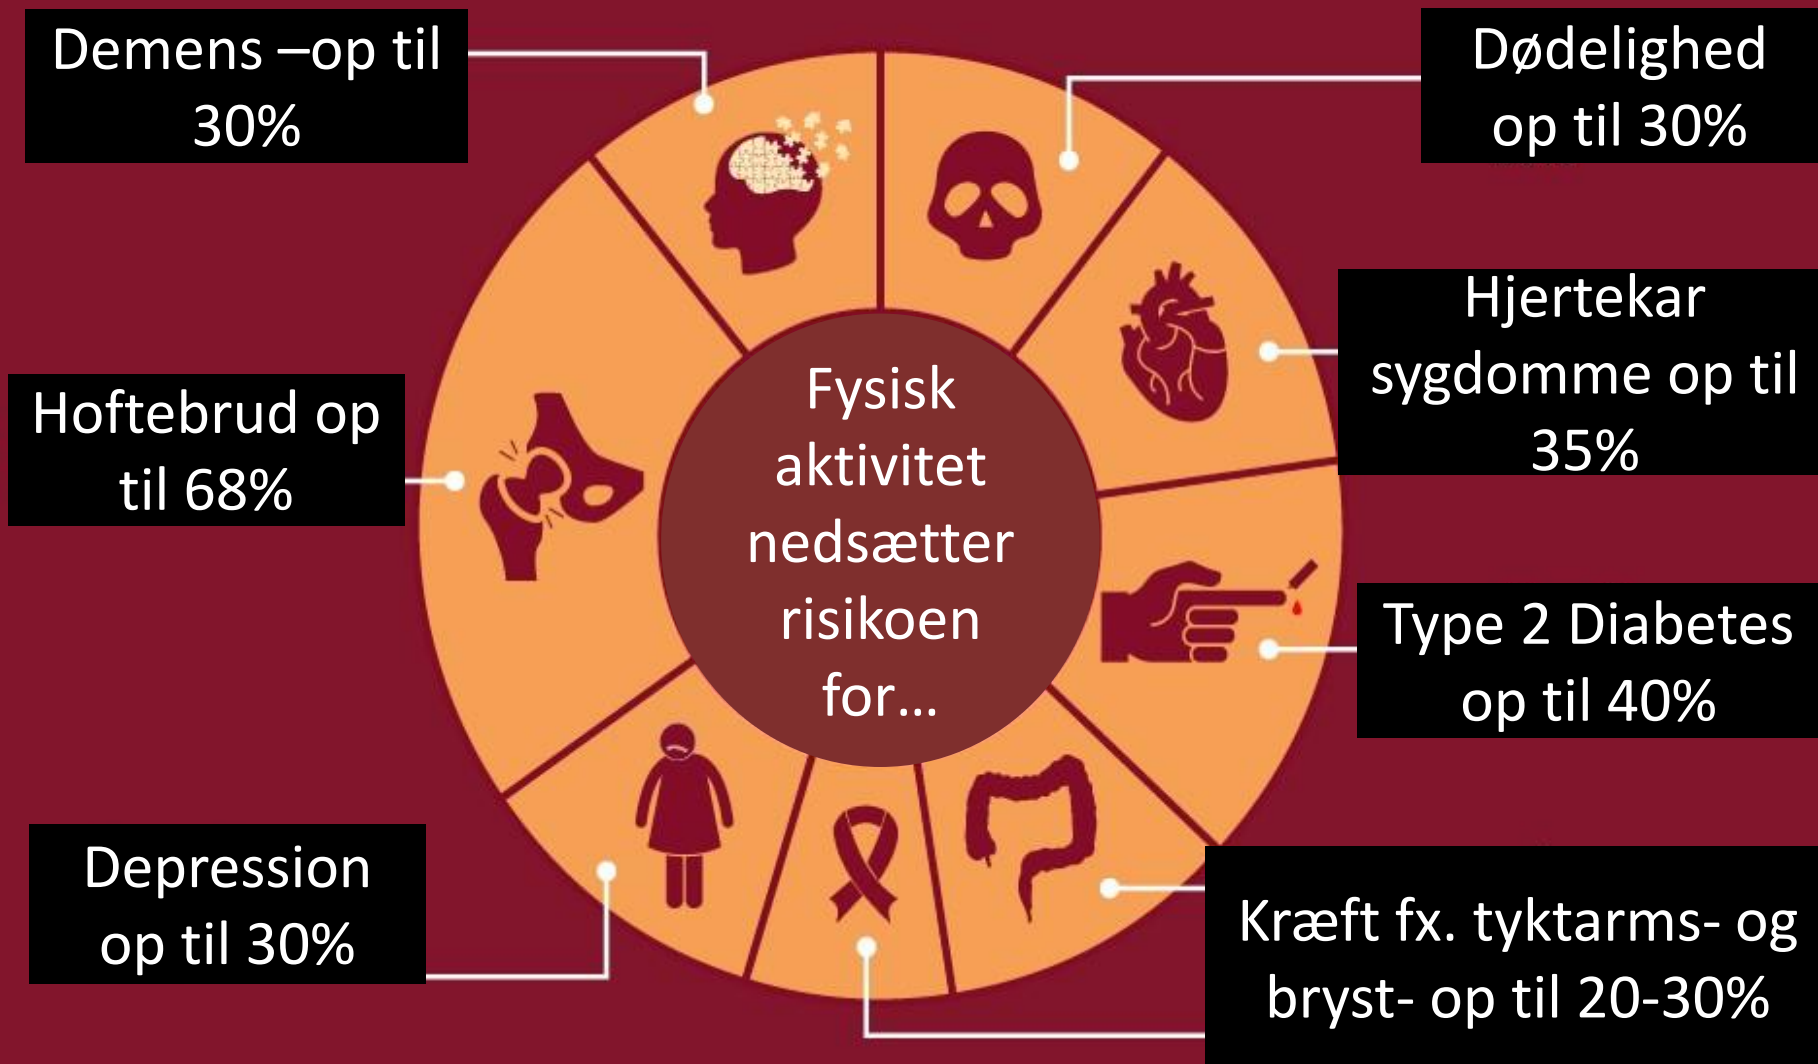 Demens –op til
30%
Dødelighed
op til 30%
Hjertekar
sygdomme op til
35%
Hoftebrud op
til 68%
Fysisk
aktivitet
nedsætter
risikoen
for…
Type 2 Diabetes
op til 40%
Depression
op til 30%
Kræft fx. tyktarms- og
bryst- op til 20-30%